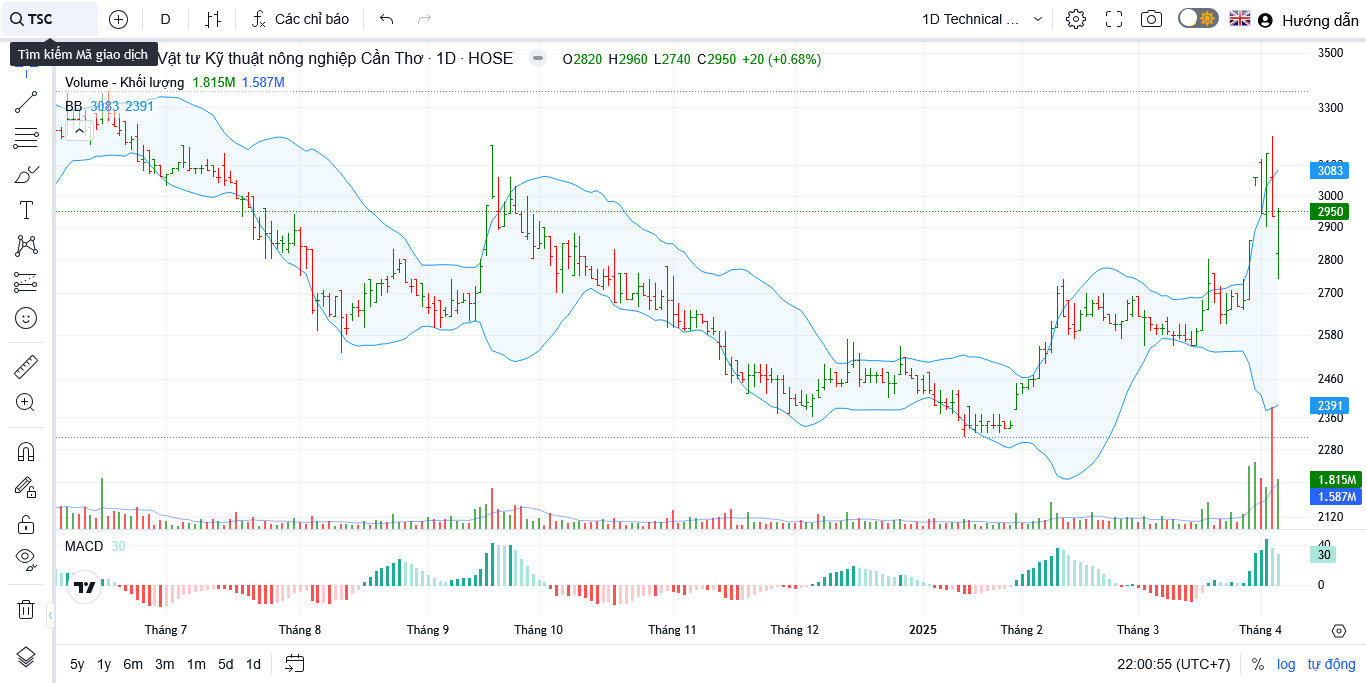 TSC D Các chỉ báo 1D Technical ... Hướng dẫn
Tìm kiếm Mã giao dịch
Vật tư Kỹ thuật nông nghiệp Cần Thơ · 1D · HOSE O2820 H2960 L2740 C2950 +20 (+0.68%)
Volume - Khối lượng 1.815M 1.587M
BB 3083 2391
3500
3300
3083
3000
2950
2900
2800
2700
2580
2460
2391
2360
2280
1.815M
1.587M
2120
MACD 30
40
30
0
Tháng 7 Tháng 8 Tháng 9 Tháng 10 Tháng 11 Tháng 12 2025 Tháng 2 Tháng 3 Tháng 4
5y 1y 6m 3m 1m 5d 1d 22:00:55 (UTC+7) % log tự động